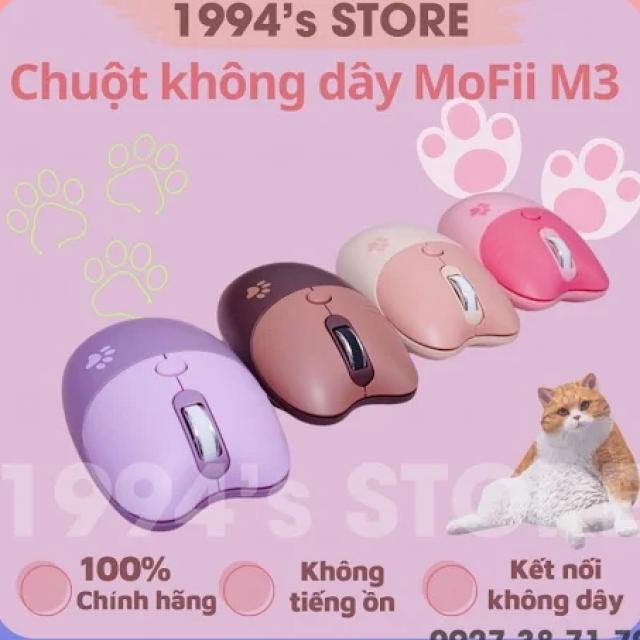 1994's STORE
Chuột không dây MoFii M3
1994's STORE
100%
Chính hãng
Không
tiếng ồn
Kết nối
không dây